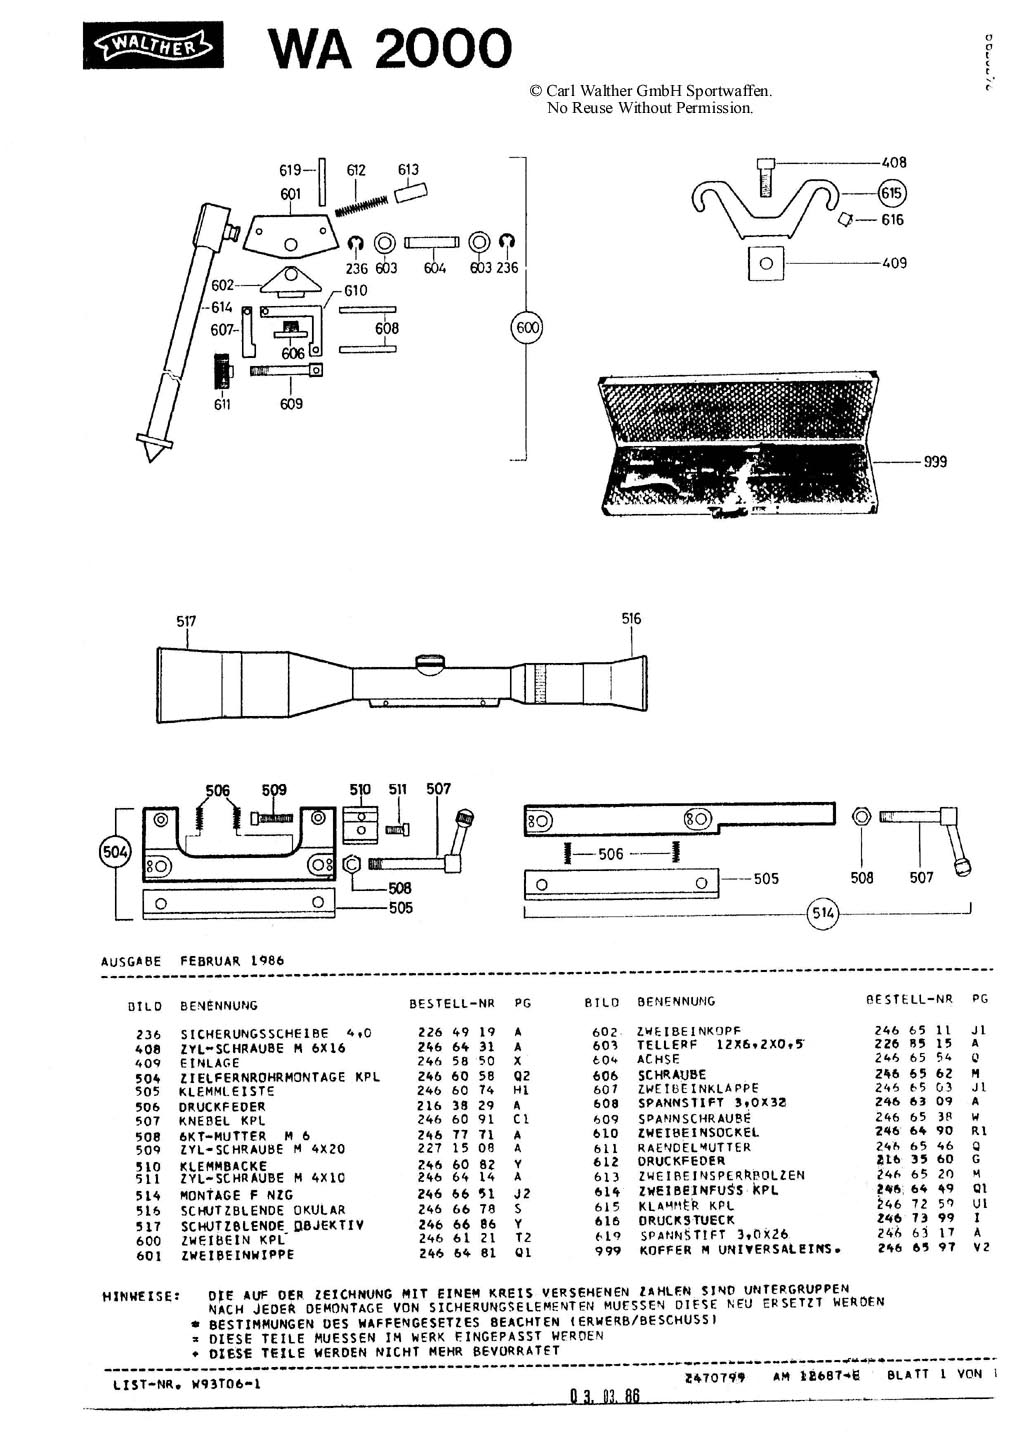 WALTHER
WA 2000
© Carl Walther GmbH Sportwaffen.
No Reuse Without Permission.
619
612
613
601
408
615
616
236
603
604
603
236
409
602
610
614
607
608
600
606
611
609
999
517
516
506
509
510
511
507
504
508
505
506
505
508
507
514
AUSGABE FEBRUAR 1986
BILD BENENNUNG BESTELL-NR PG
236 SICHERUNGSSCHEIBE 4,0 226 49 19 A
408 ZYL-SCHRAUBE M 6X16 246 64 31 A
409 EINLAGE 246 58 50 X
504 ZIELFERNROHRMONTAGE KPL 246 60 58 Q2
505 KLEMMLEISTE 246 60 74 H1
506 DRUCKFEDER 216 38 29 A
507 KNEBEL KPL 246 60 91 C1
508 6KT-MUTTER M 6 246 77 71 A
509 ZYL-SCHRAUBE M 4X20 227 15 08 A
510 KLEMMBACKE 246 60 82 Y
511 ZYL-SCHRAUBE M 4X10 246 64 14 A
514 MONTAGE F NZG 246 66 51 J2
516 SCHUTZBLENDE OKULAR 246 66 78 S
517 SCHUTZBLENDE OBJEKTIV 246 66 86 Y
600 ZWEIBEIN KPL 246 61 21 T2
601 ZWEIBEINWIPPE 246 64 81 Q1
BILD BENENNUNG BESTELL-NR PG
602 ZWEIBEINKOPF 246 65 11 J1
603 TELLERF 12X6,2X0,5 226 85 15 A
604 ACHSE 246 65 54 Q
606 SCHRAUBE 246 65 62 M
607 ZWEIBEINKLAPPE 246 65 03 J1
608 SPANNSTIFT 3,0X32 246 63 09 A
609 SPANNSCHRAUBE 246 65 38 W
610 ZWEIBEINSOCKEL 246 64 90 R1
611 RAENDELMUTTER 246 65 46 Q
612 DRUCKFEDER 216 35 60 G
613 ZWEIBEINSPERRBOLZEN 246 65 20 M
614 ZWEIBEINFUSS KPL 246 64 49 Q1
615 KLAMMER KPL 246 72 59 U1
616 DRUCKSTUECK 246 73 99 I
619 SPANNSTIFT 3,0X26 246 63 17 A
999 KOFFER M UNIVERSALEINS. 246 65 97 V2
HINWEISE: DIE AUF DER ZEICHNUNG MIT EINEM KREIS VERSEHENEN ZAHLEN SIND UNTERGRUPPEN
NACH JEDER DEMONTAGE VON SICHERUNGSELEMENTEN MUESSEN DIESE NEU ERSETZT WERDEN
* BESTIMMUNGEN DES WAFFENGESETZES BEACHTEN (ERWERB/BESCHUSS)
= DIESE TEILE MUESSEN IM WERK EINGEPASST WERDEN
+ DIESE TEILE WERDEN NICHT MEHR BEVORRATET
LIST-NR. W93T06-1
2470799 AM 12687-E BLATT 1 VON 1
03. 03. 86